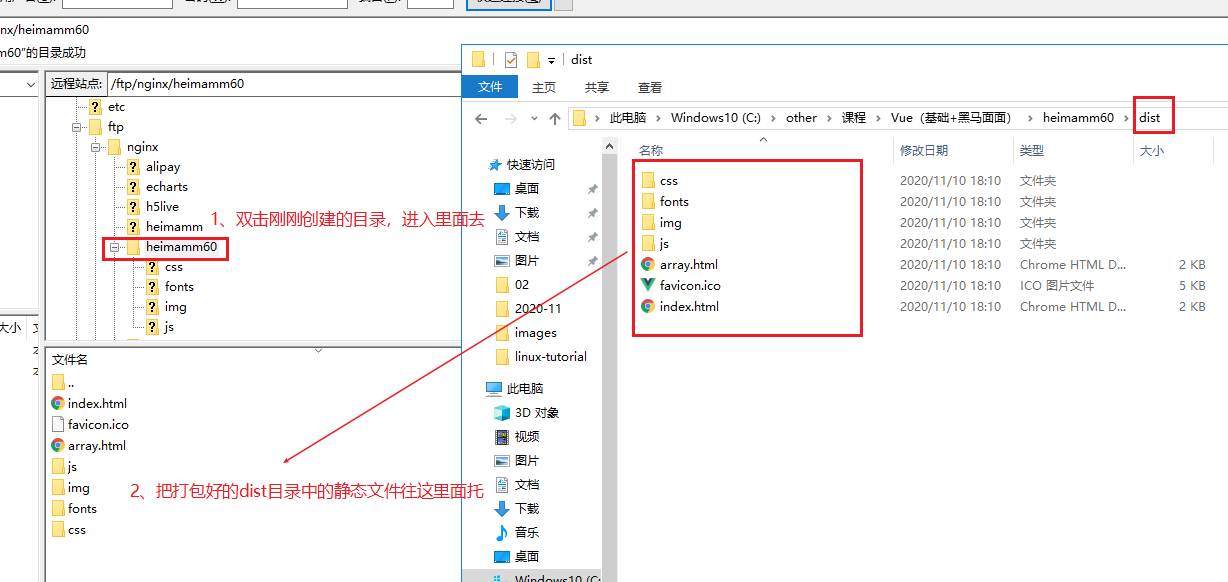 nx/heimamm60
m60"的目录成功
远程站点: /ftp/nginx/heimamm60
etc
ftp
nginx
alipay
echarts
h5live
heimamm
heimamm60
css
fonts
img
js
1、双击刚刚创建的目录，进入里面去
大小
文件名
..
index.html
favicon.ico
array.html
js
img
fonts
css
2、把打包好的dist目录中的静态文件往这里面托
dist
文件 主页 共享 查看
此电脑 Windows10 (C:) other 课程 Vue（基础+黑马面面） heimamm60 dist
快速访问
桌面
下载
文档
图片
02
2020-11
images
linux-tutorial
此电脑
3D 对象
视频
图片
文档
下载
音乐
桌面
Windows10 (C:
名称 修改日期 类型 大小
css 2020/11/10 18:10 文件夹
fonts 2020/11/10 18:10 文件夹
img 2020/11/10 18:10 文件夹
js 2020/11/10 18:10 文件夹
array.html 2020/11/10 18:10 Chrome HTML D... 2 KB
favicon.ico 2020/11/10 18:10 ICO 图片文件 5 KB
index.html 2020/11/10 18:10 Chrome HTML D... 2 KB